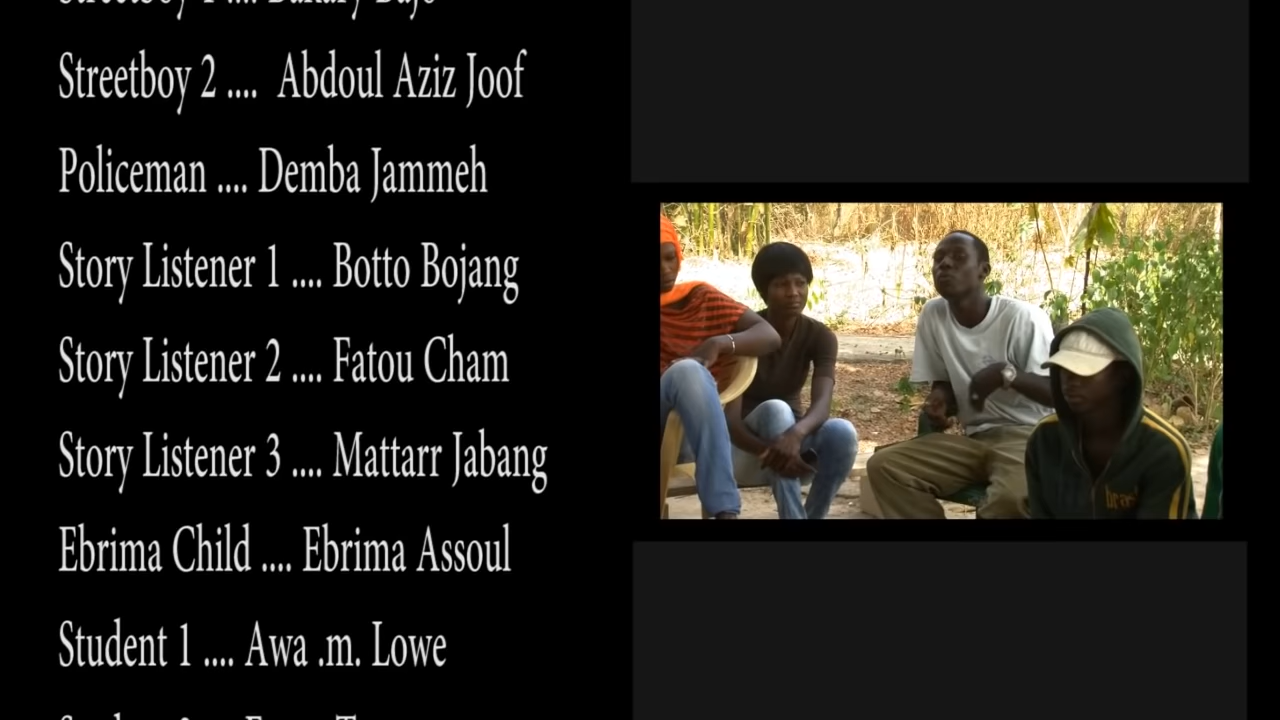 Streetboy 2 .... Abdoul Aziz Joof
Policeman .... Demba Jammeh
Story Listener 1 .... Botto Bojang
Story Listener 2 .... Fatou Cham
Story Listener 3 .... Mattarr Jabang
Ebrima Child .... Ebrima Assoul
Student 1 .... Awa .m. Lowe